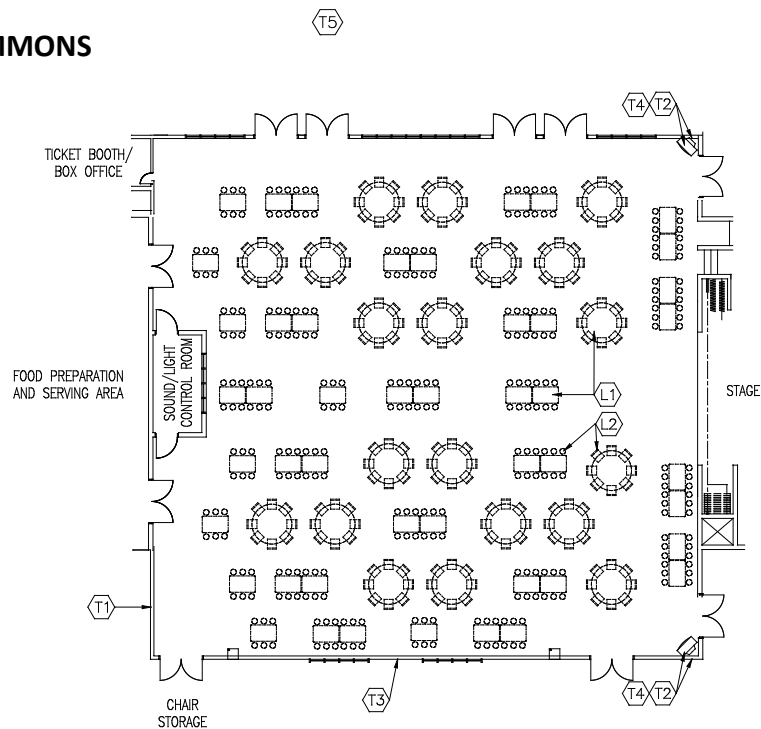 T5
MMONS
T4 T2
TICKET BOOTH/
BOX OFFICE
SOUND/LIGHT
CONTROL ROOM
FOOD PREPARATION
AND SERVING AREA
L1
STAGE
L2
T1
T3
T4 T2
CHAIR
STORAGE